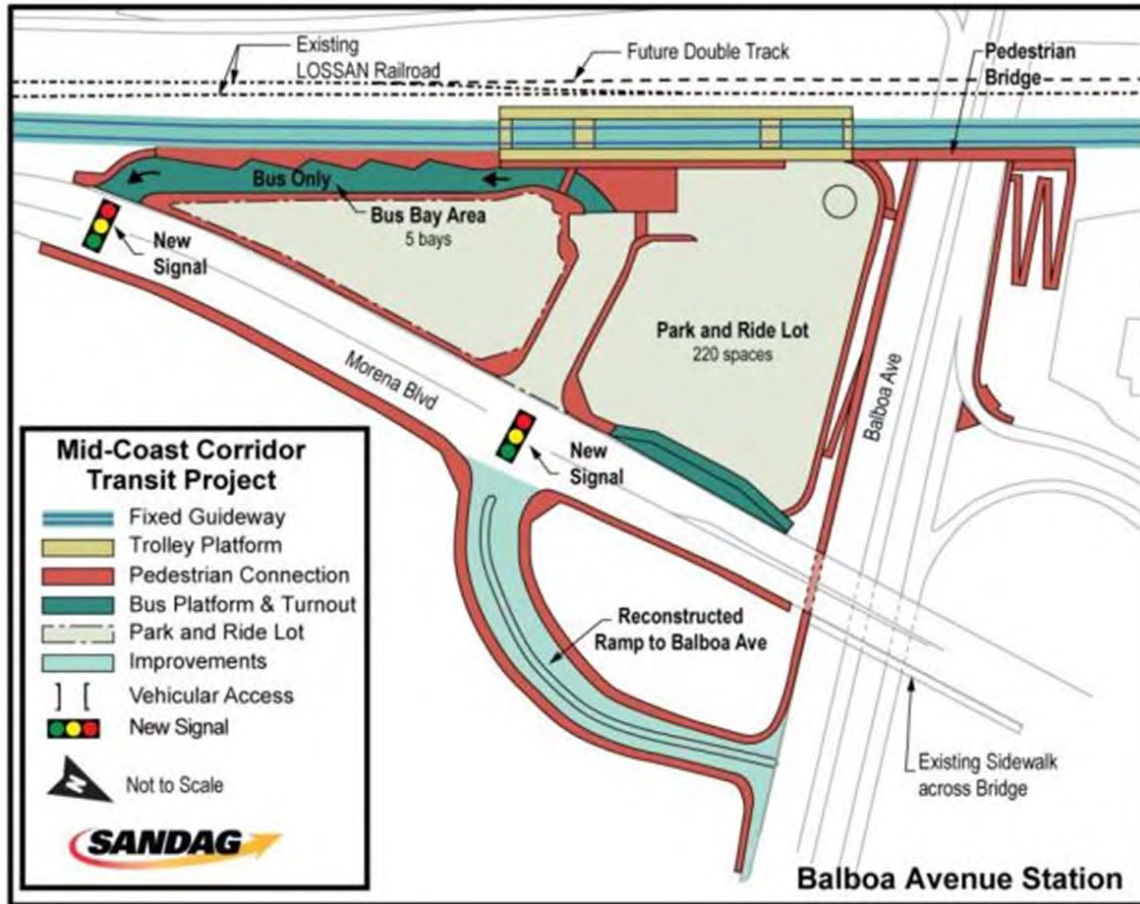 Existing
LOSSAN Railroad
Future Double Track
Pedestrian
Bridge
Bus Only
Bus Bay Area
5 bays
New
Signal
Park and Ride Lot
220 spaces
Morena Blvd
Balboa Ave
New
Signal
Reconstructed
Ramp to Balboa Ave
Existing Sidewalk
across Bridge
Mid-Coast Corridor
Transit Project
Fixed Guideway
Trolley Platform
Pedestrian Connection
Bus Platform & Turnout
Park and Ride Lot
Improvements
Vehicular Access
New Signal
N
Not to Scale
SANDAG
Balboa Avenue Station